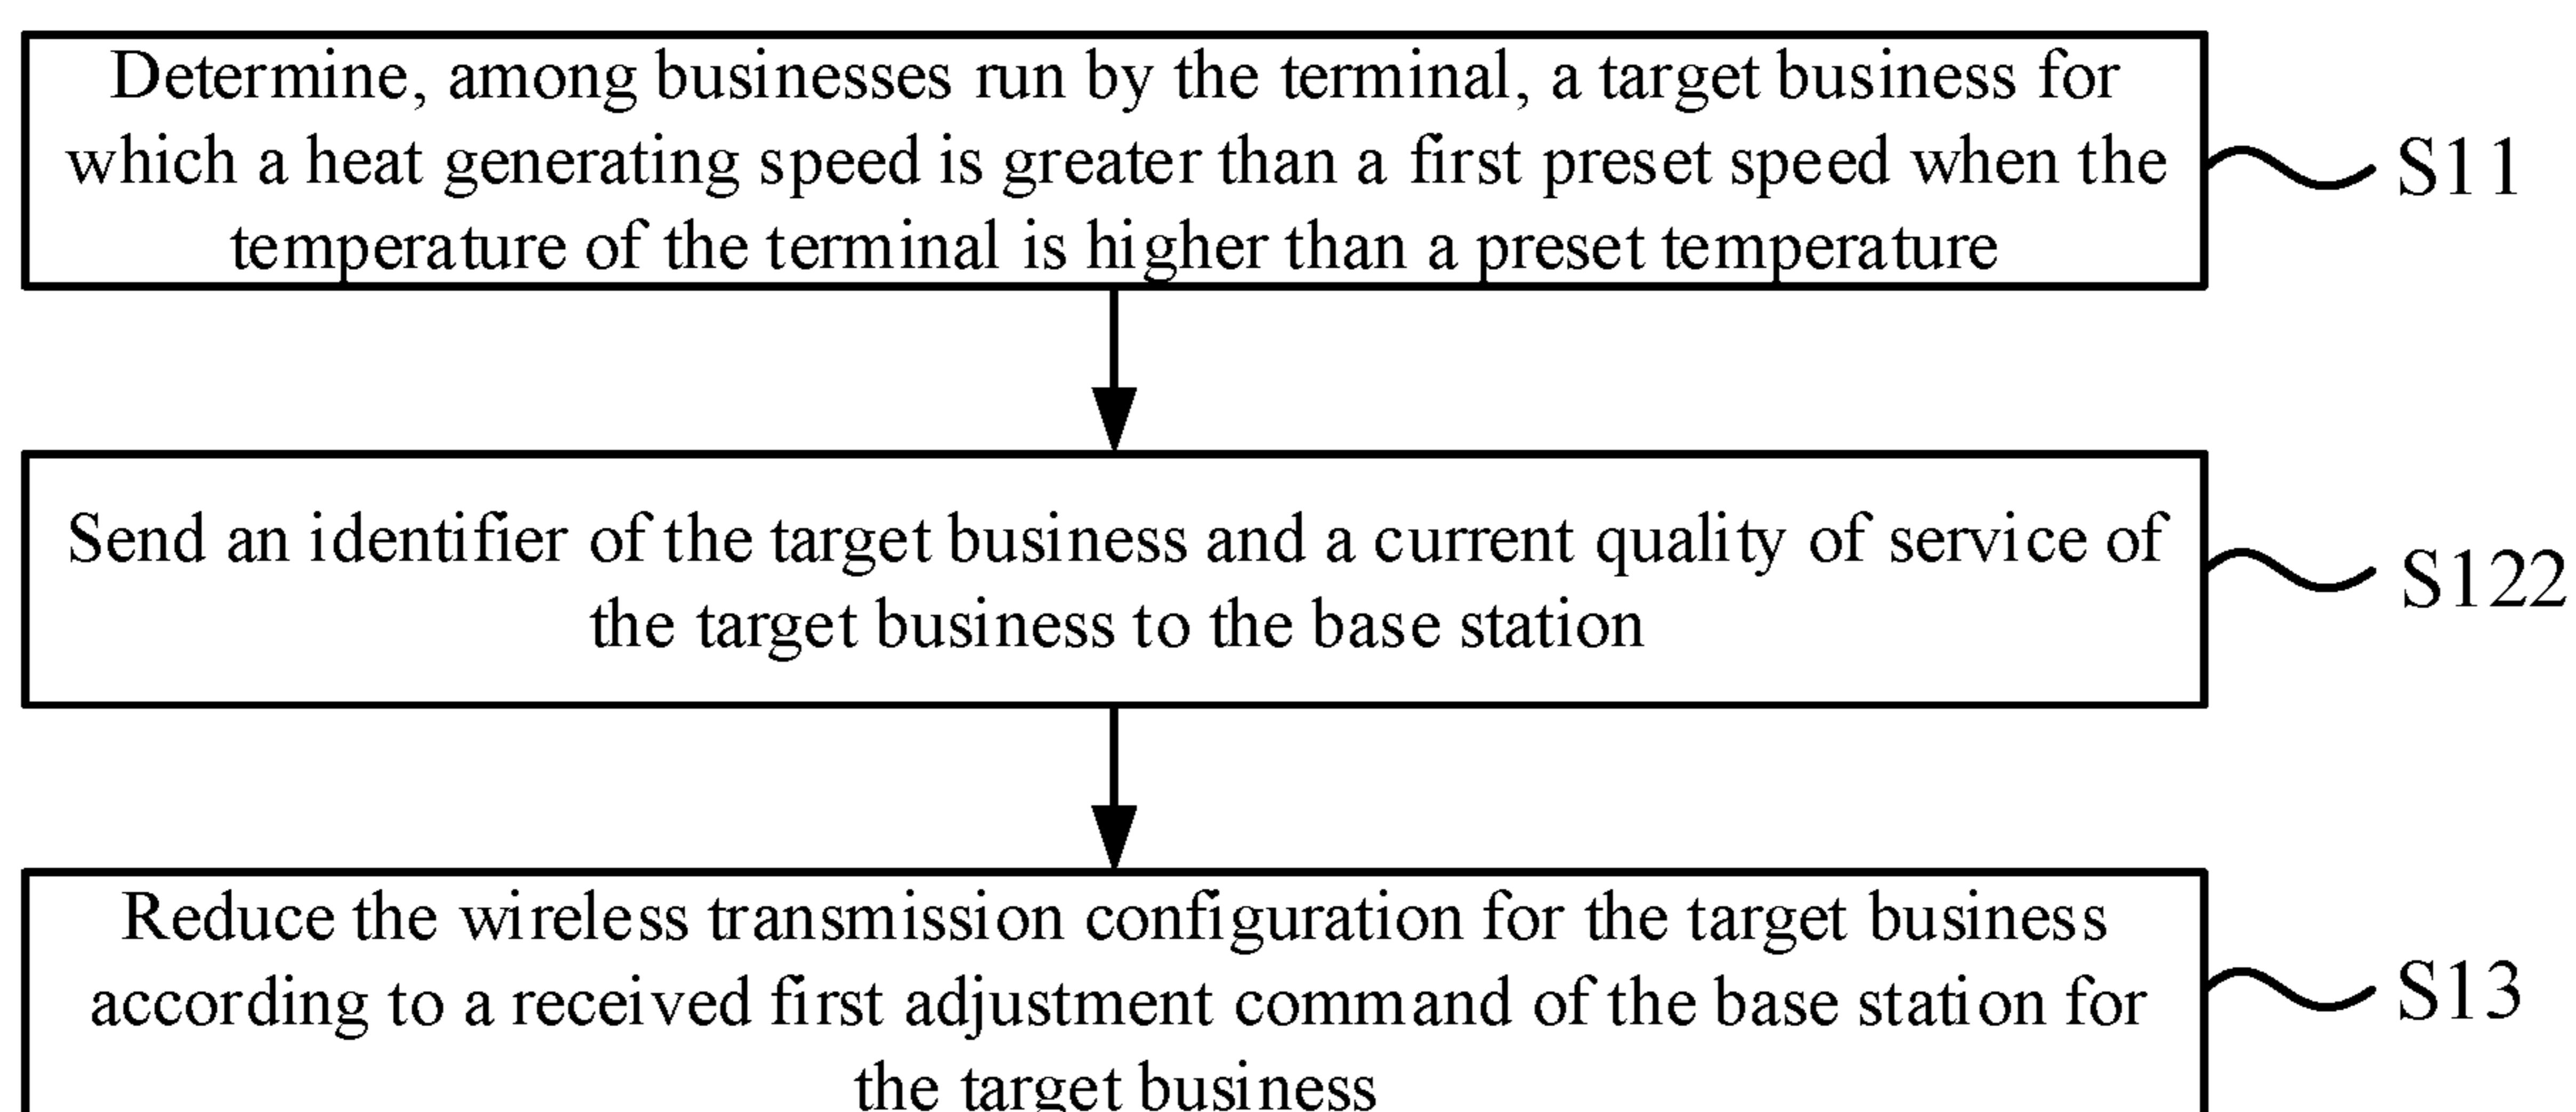 Determine, among businesses run by the terminal, a target business for
which a heat generating speed is greater than a first preset speed when the
temperature of the terminal is higher than a preset temperature
S11
Send an identifier of the target business and a current quality of service of
the target business to the base station
S122
Reduce the wireless transmission configuration for the target business
according to a received first adjustment command of the base station for
the target business
S13